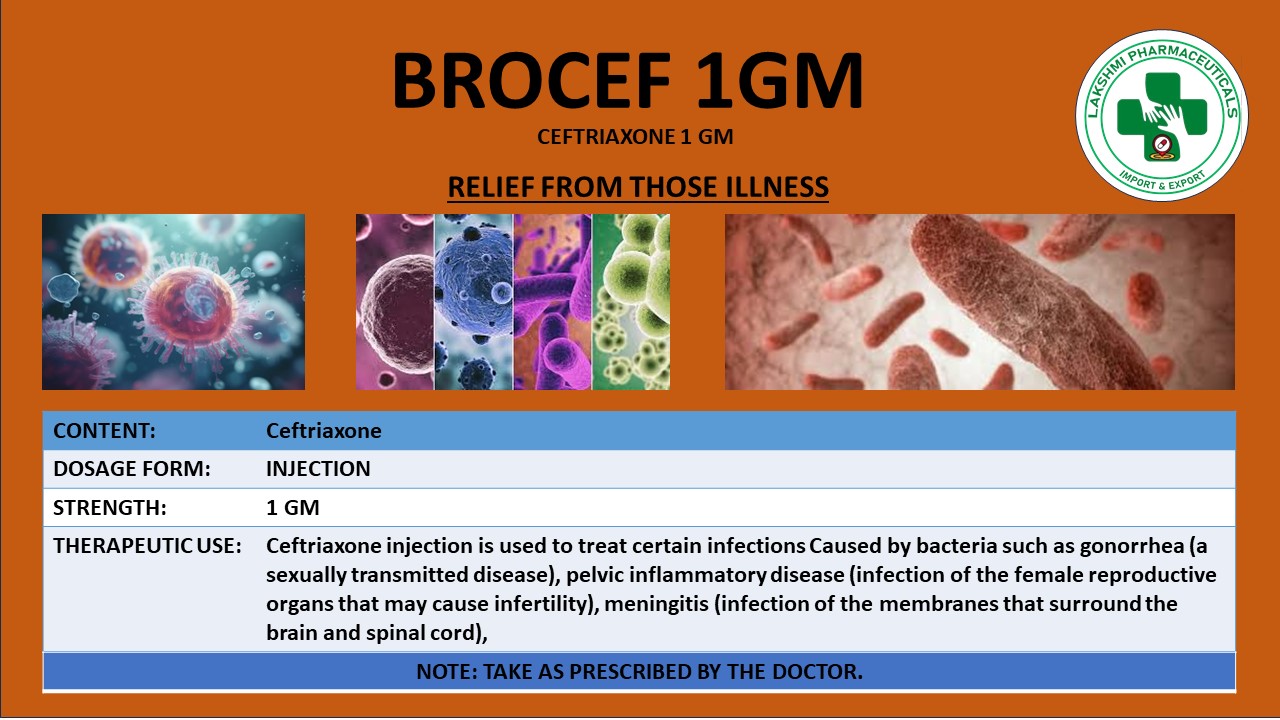 BROCEF 1GM
CEFTRIAXONE 1 GM
RELIEF FROM THOSE ILLNESS
LAKSHMI PHARMACEUTICALS
IMPORT & EXPORT
CONTENT: Ceftriaxone
DOSAGE FORM: INJECTION
STRENGTH: 1 GM
THERAPEUTIC USE: Ceftriaxone injection is used to treat certain infections Caused by bacteria such as gonorrhea (a
sexually transmitted disease), pelvic inflammatory disease (infection of the female reproductive
organs that may cause infertility), meningitis (infection of the membranes that surround the
brain and spinal cord),
NOTE: TAKE AS PRESCRIBED BY THE DOCTOR.